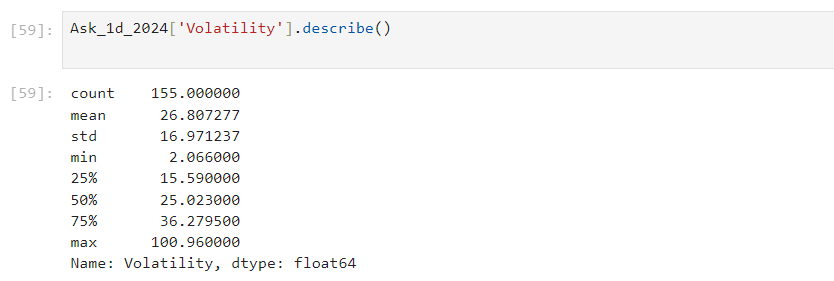 [59]: Ask_1d_2024['Volatility'].describe()
[59]: count    155.000000
mean      26.807277
std       16.971237
min        2.066000
25%       15.590000
50%       25.023000
75%       36.279500
max      100.960000
Name: Volatility, dtype: float64